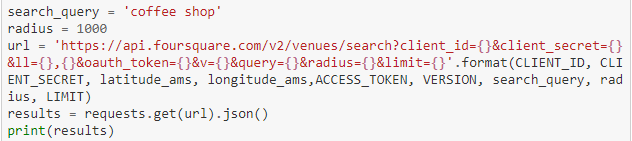 search_query = 'coffee shop'
radius = 1000
url = 'https://api.foursquare.com/v2/venues/search?client_id={}&client_secret={}
&ll={},{}&oauth_token={}&v={}&query={}&radius={}&limit={}'.format(CLIENT_ID, CLI
ENT_SECRET, latitude_ams, longitude_ams,ACCESS_TOKEN, VERSION, search_query, rad
ius, LIMIT)
results = requests.get(url).json()
print(results)